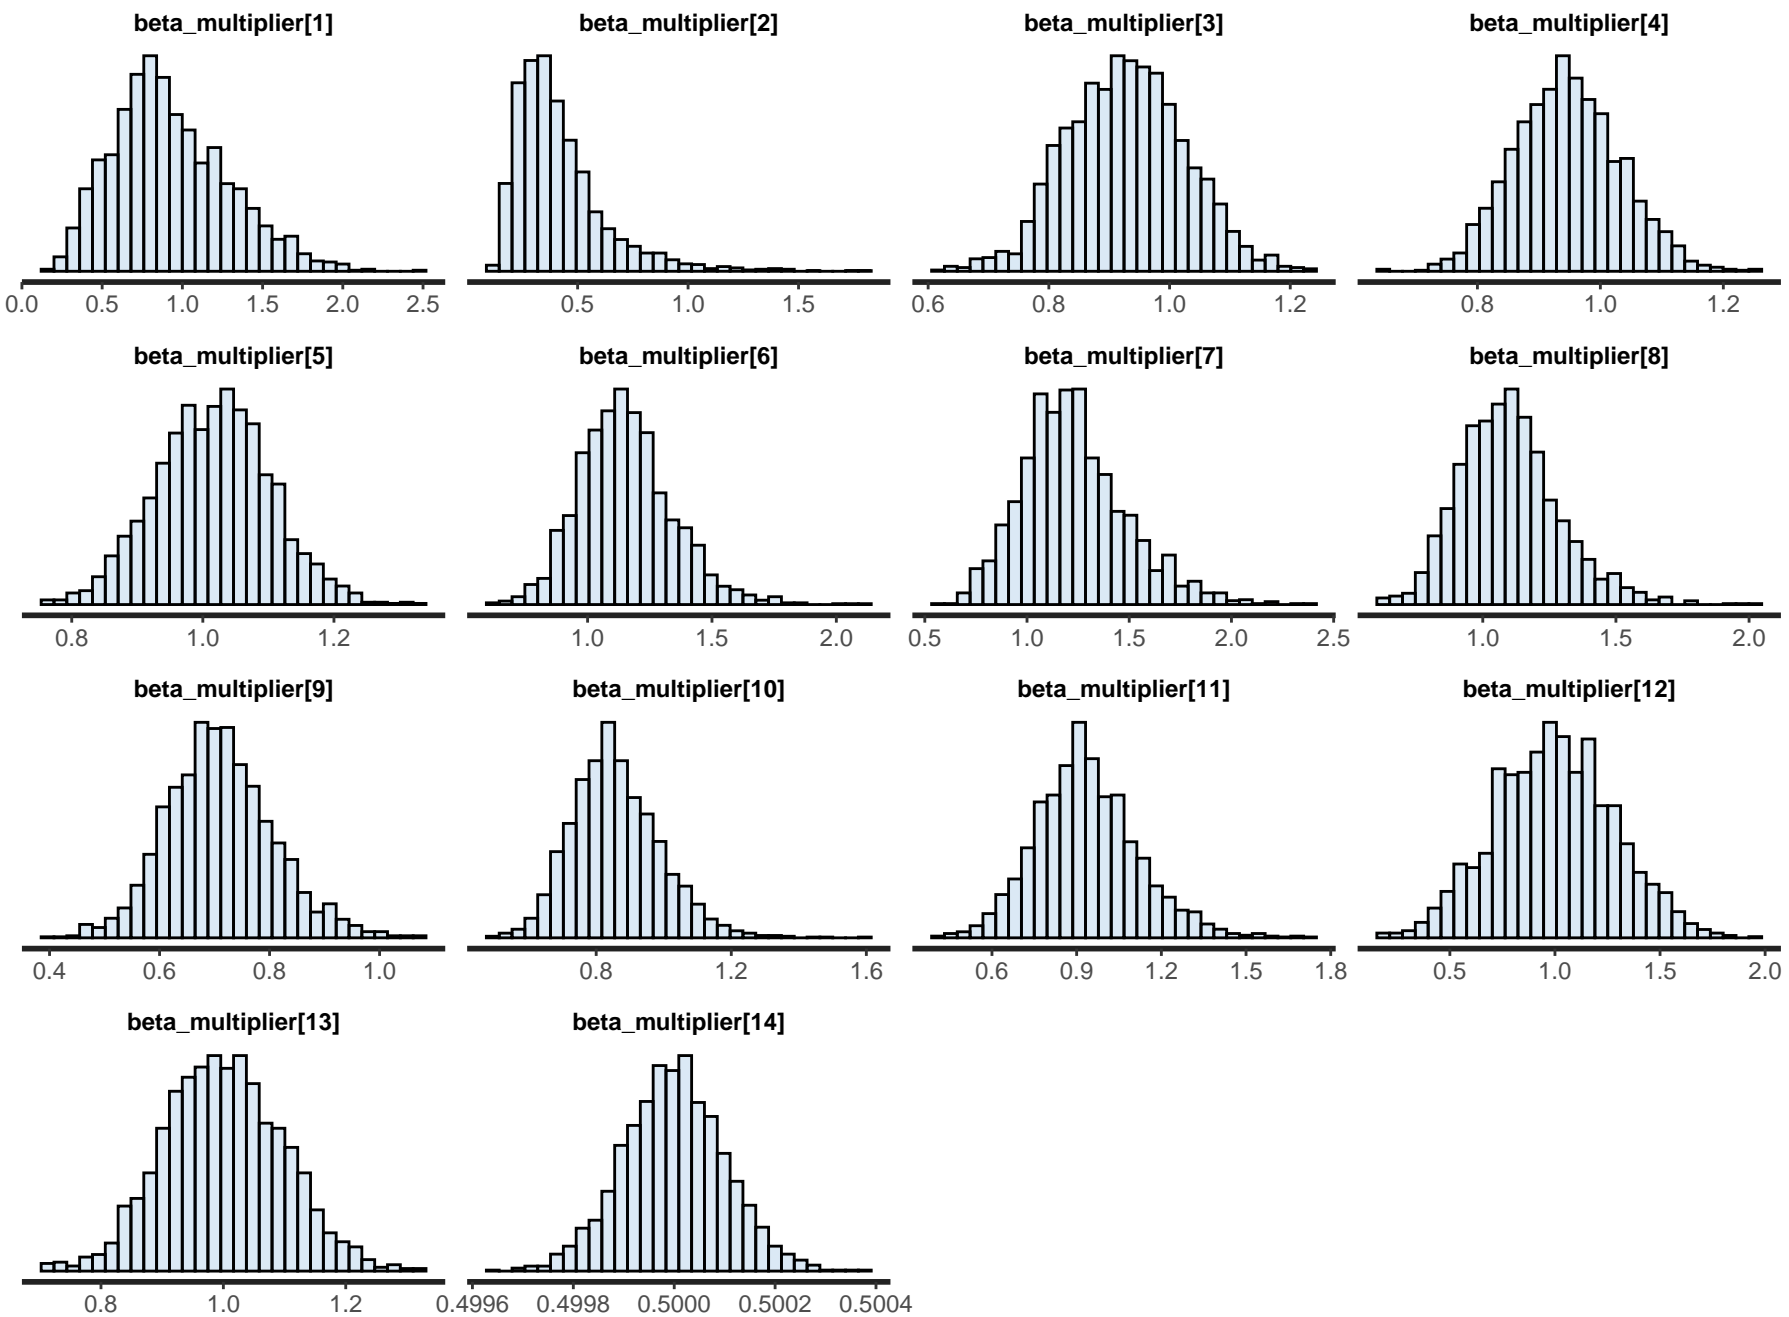 beta_multiplier[1] beta_multiplier[2] beta_multiplier[3] beta_multiplier[4]
0.0 0.5 1.0 1.5 2.0 2.5 0.5 1.0 1.5 0.6 0.8 1.0 1.2 0.8 1.0 1.2
beta_multiplier[5] beta_multiplier[6] beta_multiplier[7] beta_multiplier[8]
0.8 1.0 1.2 1.0 1.5 2.0 0.5 1.0 1.5 2.0 2.5 1.0 1.5 2.0
beta_multiplier[9] beta_multiplier[10] beta_multiplier[11] beta_multiplier[12]
0.4 0.6 0.8 1.0 0.8 1.2 1.6 0.6 0.9 1.2 1.5 1.8 0.5 1.0 1.5 2.0
beta_multiplier[13] beta_multiplier[14]
0.8 1.0 1.2 0.4996 0.4998 0.5000 0.5002 0.5004